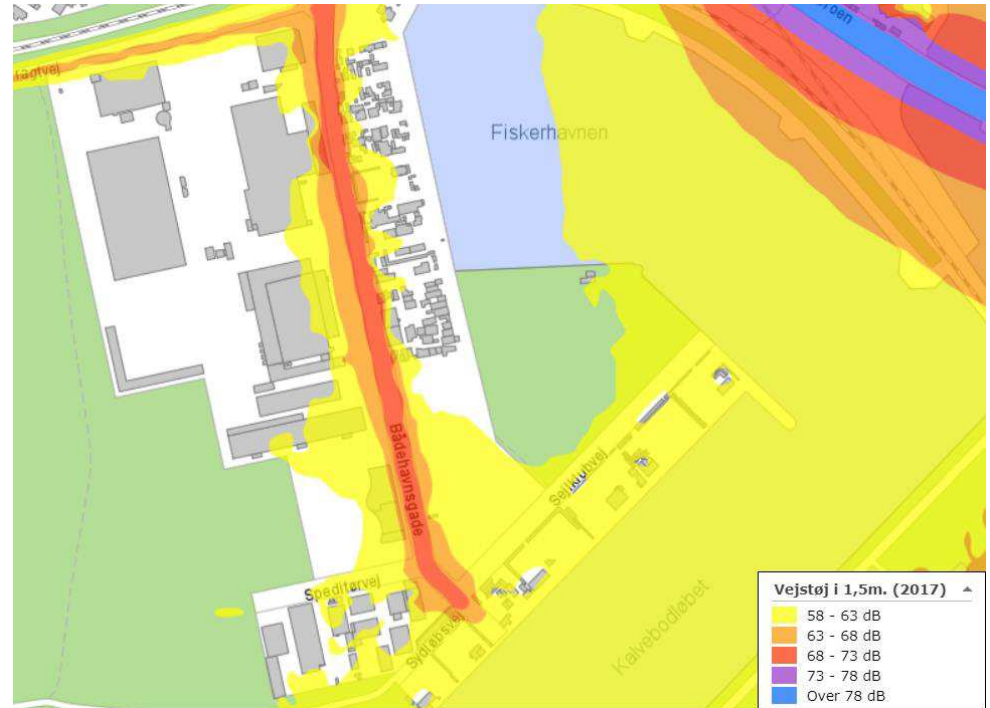 Fiskerhavnen
Bådehavnsgade
Sejlklubvej
Speditørvej
Sydløbsvej
Kalvebodløbet
Vejstøj i 1,5m. (2017)
58 - 63 dB
63 - 68 dB
68 - 73 dB
73 - 78 dB
Over 78 dB